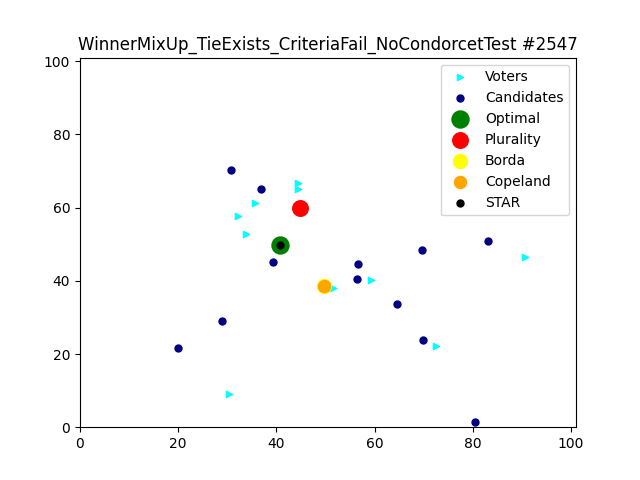 WinnerMixUp_TieExists_CriteriaFail_NoCondorcetTest #2547
100
80
60
40
20
0
0 20 40 60 80 100
Voters
Candidates
Optimal
Plurality
Borda
Copeland
STAR